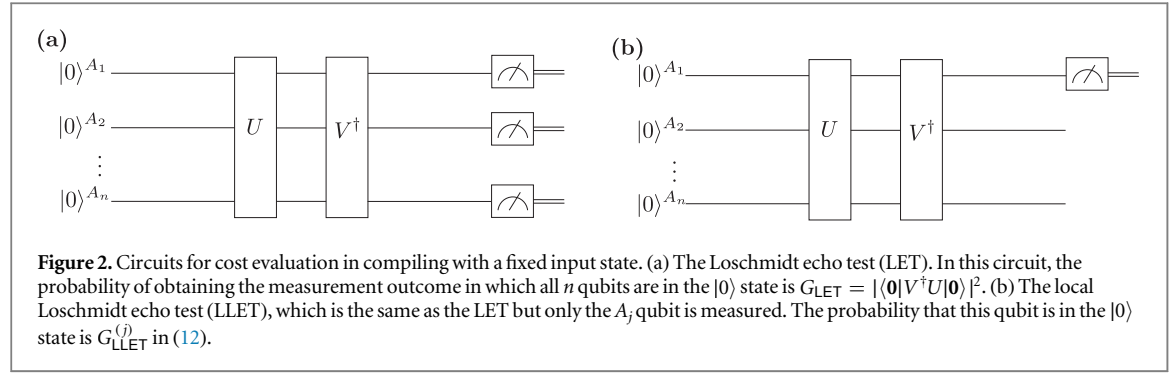 (a)
|0⟩^{A_1}
|0⟩^{A_2}
⋮
|0⟩^{A_n}
U
V^†
(b)
|0⟩^{A_1}
|0⟩^{A_2}
⋮
|0⟩^{A_n}
U
V^†
Figure 2. Circuits for cost evaluation in compiling with a fixed input state. (a) The Loschmidt echo test (LET). In this circuit, the
probability of obtaining the measurement outcome in which all n qubits are in the |0⟩ state is G_{LET} = |⟨𝟎|V^†U|𝟎⟩|^2. (b) The local
Loschmidt echo test (LLET), which is the same as the LET but only the A_j qubit is measured. The probability that this qubit is in the |0⟩
state is G_{LLET}^{(j)} in (12).